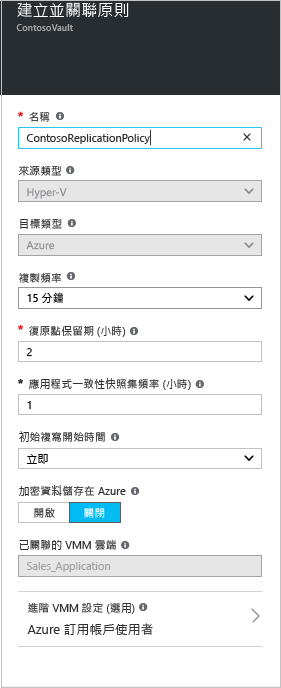 建立並關聯原則
ContosoVault
* 名稱
ContosoReplicationPolicy
來源類型
Hyper-V
目標類型
Azure
複製頻率
15 分鐘
* 復原點保留期 (小時)
2
* 應用程式一致性快照集頻率 (小時)
1
初始複寫開始時間
立即
加密資料儲存在 Azure
開啟 關閉
已關聯的 VMM 雲端
Sales_Application
進階 VMM 設定 (選用)
Azure 訂用帳戶使用者